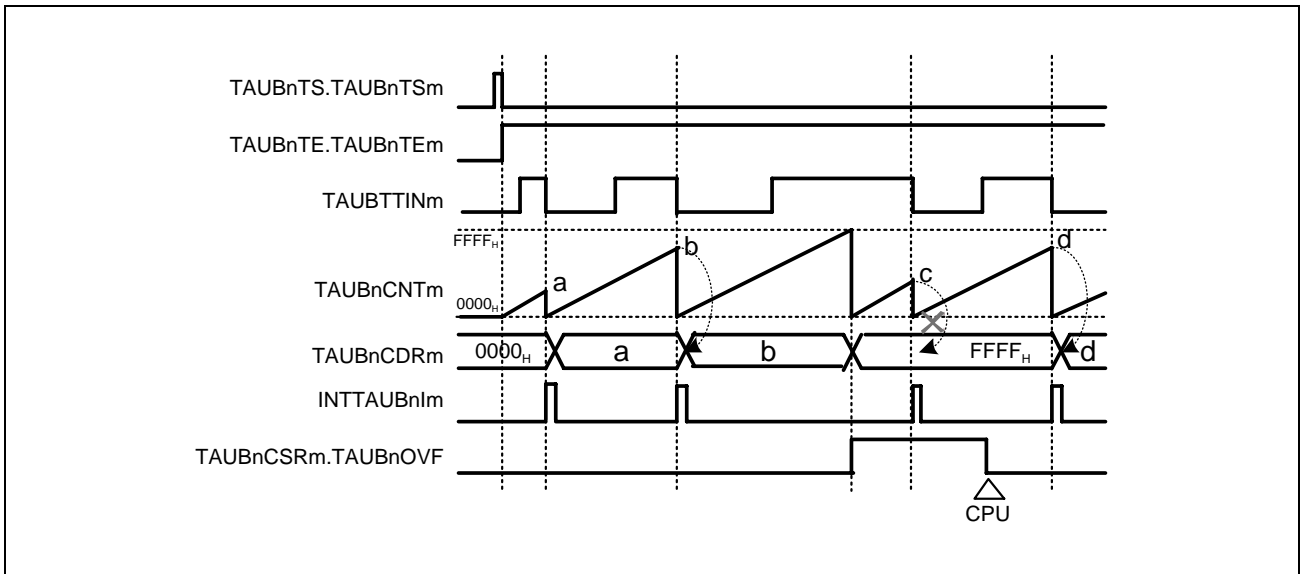 TAUBnTS.TAUBnTSm
TAUBnTE.TAUBnTEm
TAUBTTINm
FFFFH
b
d
a
c
TAUBnCNTm
0000H
TAUBnCDRm
0000H
a
b
FFFFH
d
INTTAUBnIm
TAUBnCSRm.TAUBnOVF
CPU